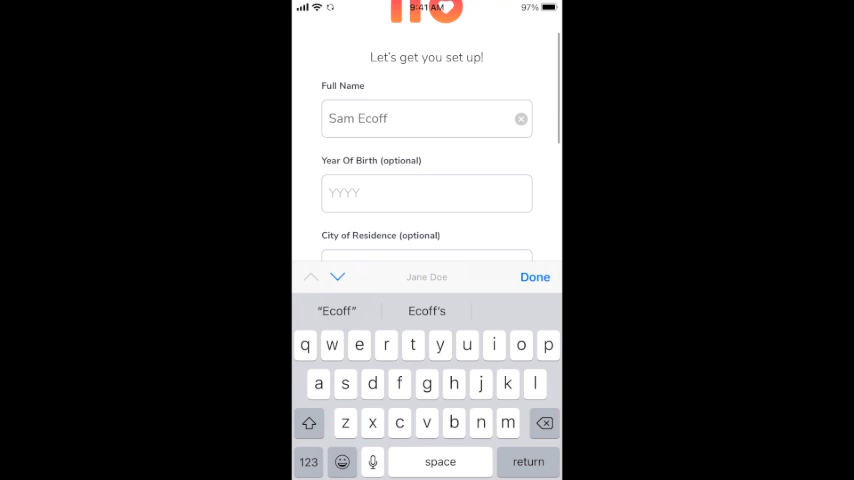 9:41 AM
97%
Let's get you set up!
Full Name
Sam Ecoff
Year Of Birth (optional)
YYYY
City of Residence (optional)
Jane Doe
Done
"Ecoff" Ecoff's
q w e r t y u i o p
a s d f g h j k l
z x c v b n m
123 space return